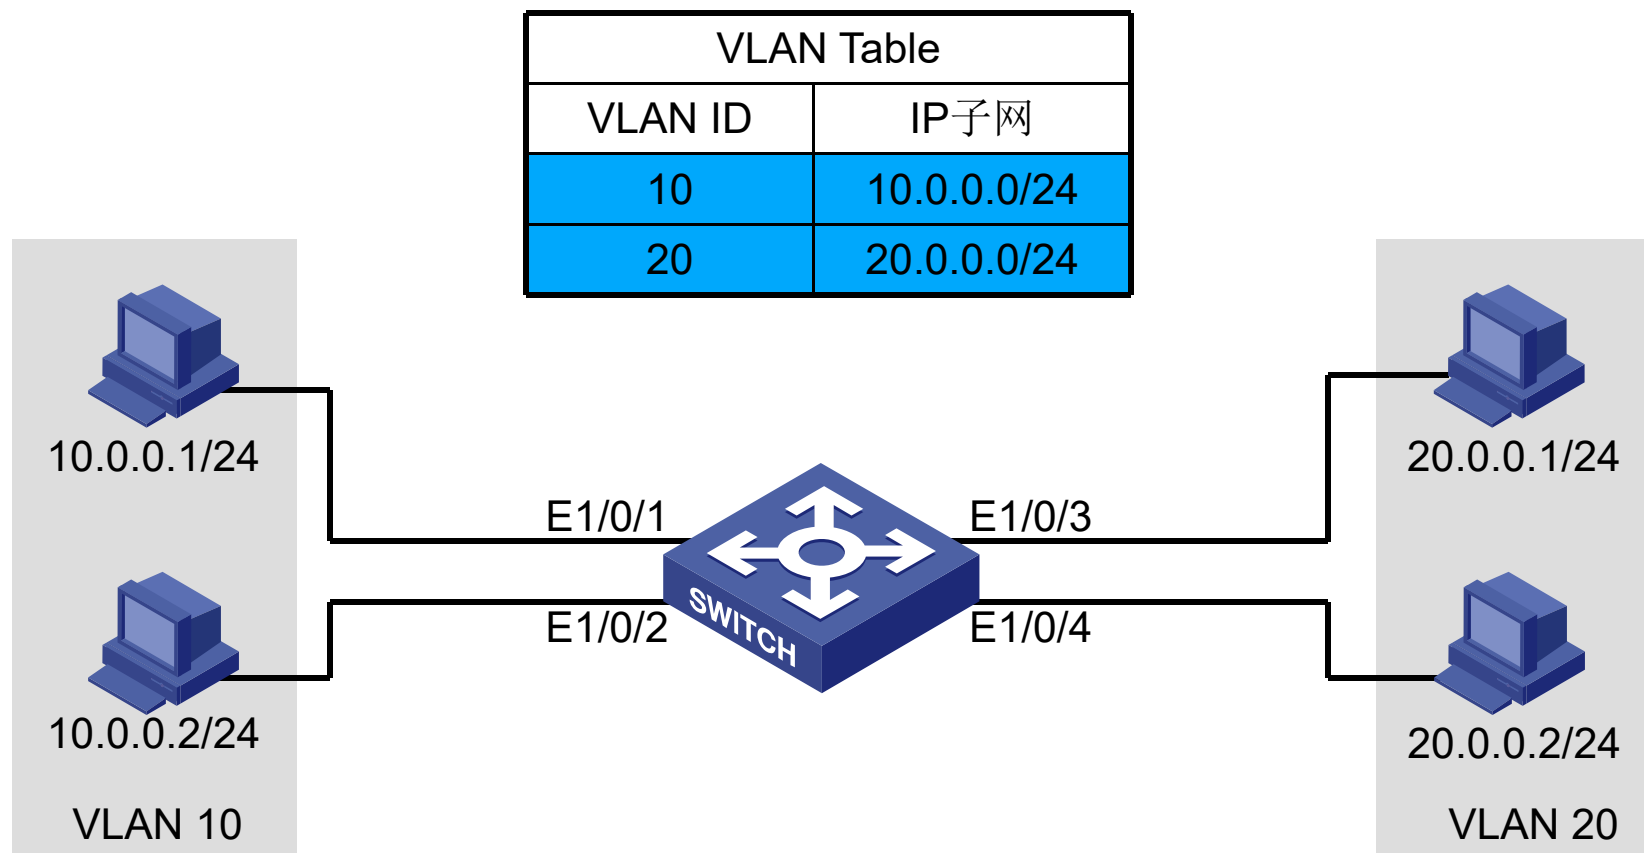 VLAN Table
VLAN ID IP子网
10 10.0.0.0/24
20 20.0.0.0/24
10.0.0.1/24
20.0.0.1/24
E1/0/1
E1/0/3
E1/0/2
E1/0/4
SWITCH
10.0.0.2/24
20.0.0.2/24
VLAN 10
VLAN 20